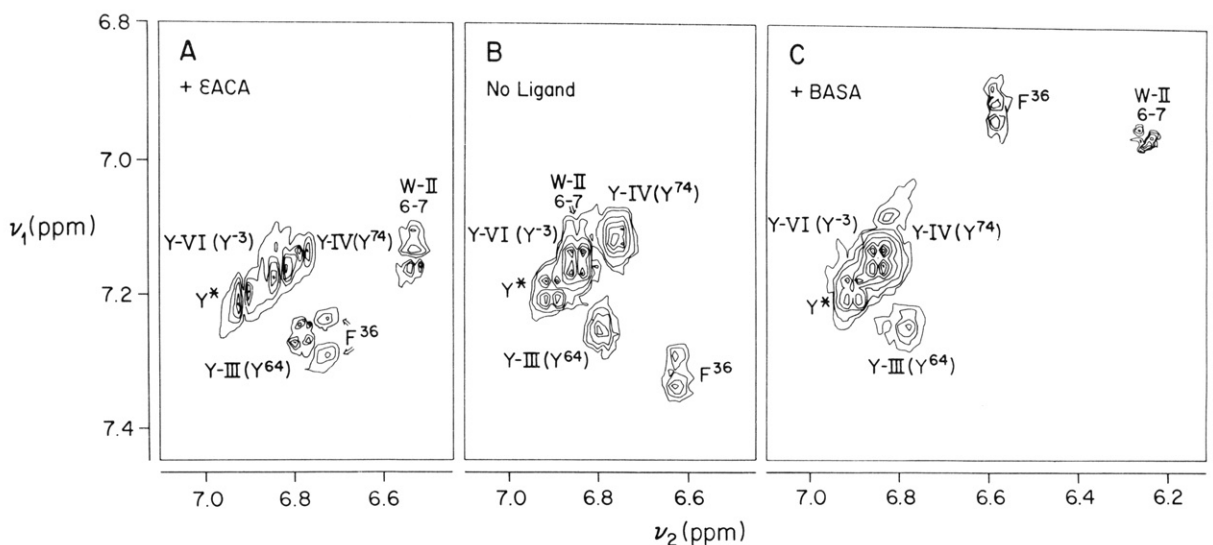 A
+ εACA
W-II
6-7
Y-VI (Y⁻³)
Y-IV(Y⁷⁴)
Y*
F³⁶
Y-III(Y⁶⁴)
B
No Ligand
W-II
6-7
Y-IV(Y⁷⁴)
Y-VI (Y⁻³)
Y*
Y-III(Y⁶⁴)
F³⁶
C
+ BASA
F³⁶
W-II
6-7
Y-VI (Y⁻³)
Y-IV(Y⁷⁴)
Y*
Y-III(Y⁶⁴)
6.8
7.0
ν₁(ppm)
7.2
7.4
7.0 6.8 6.6
7.0 6.8 6.6
7.0 6.8 6.6 6.4 6.2
ν₂(ppm)